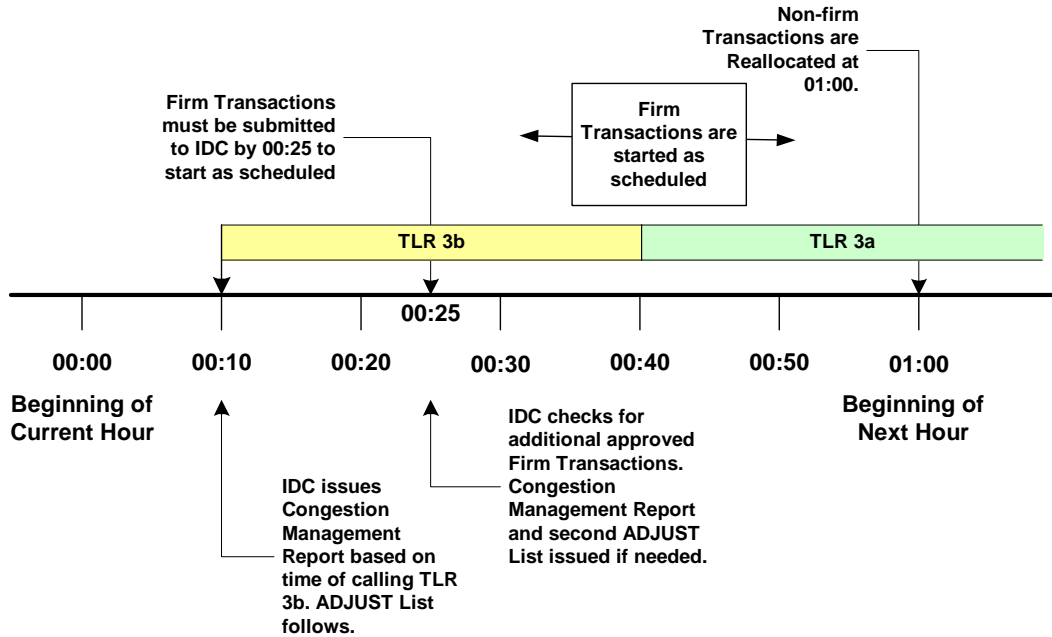 Non-firm
Transactions are
Reallocated at
01:00.
Firm Transactions
must be submitted
to IDC by 00:25 to
start as scheduled
Firm
Transactions are
started as
scheduled
TLR 3b
TLR 3a
00:25
00:00
00:10
00:20
00:30
00:40
00:50
01:00
Beginning of
Current Hour
Beginning of
Next Hour
IDC issues
Congestion
Management
Report based on
time of calling TLR
3b. ADJUST List
follows.
IDC checks for
additional approved
Firm Transactions.
Congestion
Management Report
and second ADJUST
List issued if needed.